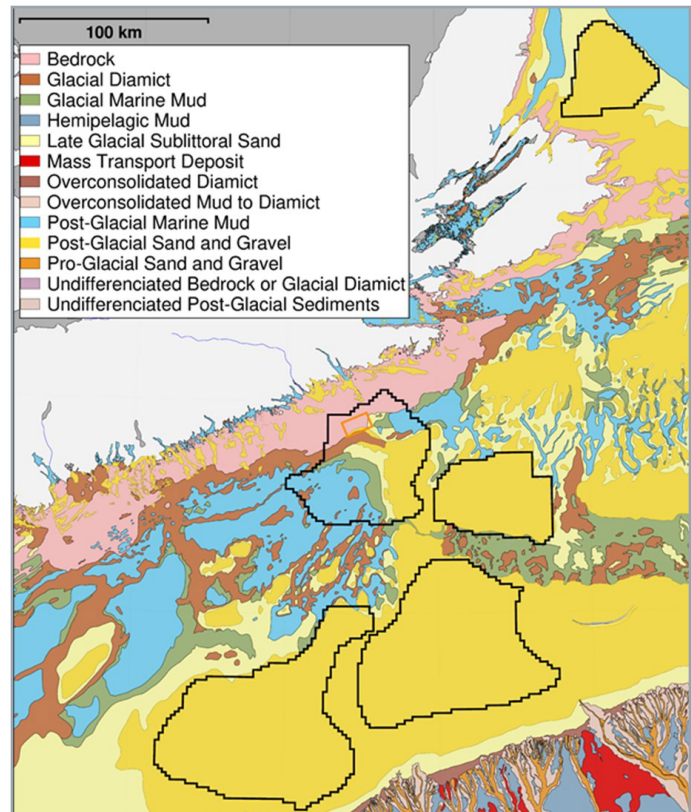 100 km
Bedrock
Glacial Diamict
Glacial Marine Mud
Hemipelagic Mud
Late Glacial Sublittoral Sand
Mass Transport Deposit
Overconsolidated Diamict
Overconsolidated Mud to Diamict
Post-Glacial Marine Mud
Post-Glacial Sand and Gravel
Pro-Glacial Sand and Gravel
Undifferenciated Bedrock or Glacial Diamict
Undifferenciated Post-Glacial Sediments